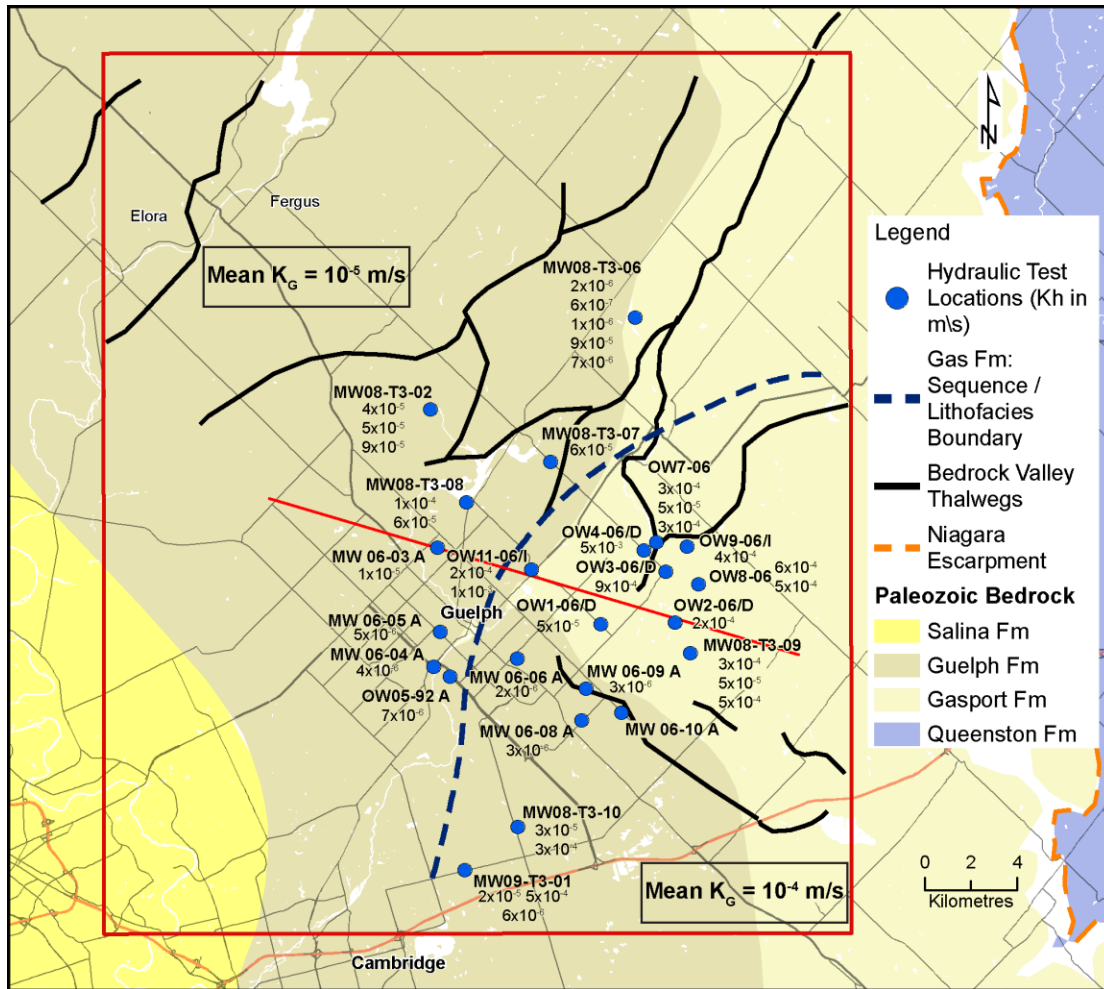 Elora
Fergus
Mean K_G = 10⁻⁵ m/s
MW08-T3-06
2x10⁻⁶
6x10⁻⁷
1x10⁻⁶
9x10⁻⁵
7x10⁻⁶
MW08-T3-02
4x10⁻⁵
5x10⁻⁵
9x10⁻⁵
MW08-T3-07
6x10⁻⁵
MW08-T3-08
1x10⁻⁴
6x10⁻⁵
OW7-06
3x10⁻⁴
5x10⁻⁵
3x10⁻⁴
OW4-06/D
5x10⁻³
OW9-06/I
4x10⁻⁴
MW 06-03 A
1x10⁻⁵
OW11-06/I
2x10⁻⁴
OW3-06/D
9x10⁻⁴
OW8-06
6x10⁻⁴
5x10⁻⁴
Guelph
OW1-06/D
5x10⁻⁵
OW2-06/D
2x10⁻⁴
MW 06-05 A
5x10⁻⁶
MW08-T3-09
3x10⁻⁴
5x10⁻⁵
5x10⁻⁴
MW 06-04 A
4x10⁻⁶
MW 06-06 A
2x10⁻⁶
MW 06-09 A
3x10⁻⁶
OW05-92 A
7x10⁻⁶
MW 06-08 A
3x10⁻⁶
MW 06-10 A
MW08-T3-10
3x10⁻⁵
3x10⁻⁴
MW09-T3-01
2x10⁻⁵ 5x10⁻⁴
6x10⁻⁶
Mean K_G = 10⁻⁴ m/s
Cambridge
N
Legend
Hydraulic Test
Locations (Kh in
m\s)
Gas Fm:
Sequence /
Lithofacies
Boundary
Bedrock Valley
Thalwegs
Niagara
Escarpment
Paleozoic Bedrock
Salina Fm
Guelph Fm
Gasport Fm
Queenston Fm
0 2 4
Kilometres